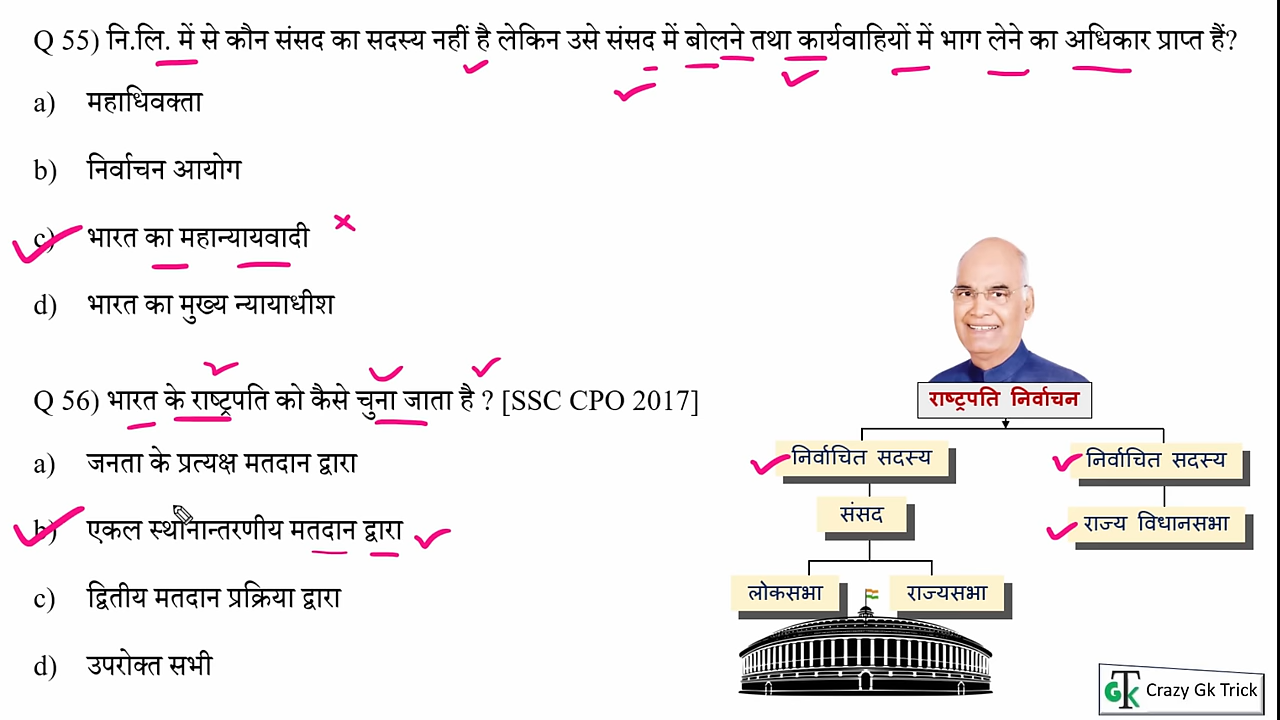 Q 55) नि.लि. में से कौन संसद का सदस्य नहीं है लेकिन उसे संसद में बोलने तथा कार्यवाहियों में भाग लेने का अधिकार प्राप्त हैं?
a) महाधिवक्ता
b) निर्वाचन आयोग
c) भारत का महान्यायवादी
d) भारत का मुख्य न्यायाधीश
Q 56) भारत के राष्ट्रपति को कैसे चुना जाता है ? [SSC CPO 2017]
a) जनता के प्रत्यक्ष मतदान द्वारा
b) एकल स्थानान्तरणीय मतदान द्वारा
c) द्वितीय मतदान प्रक्रिया द्वारा
d) उपरोक्त सभी
राष्ट्रपति निर्वाचन
निर्वाचित सदस्य
निर्वाचित सदस्य
संसद
राज्य विधानसभा
लोकसभा
राज्यसभा
GTk Crazy Gk Trick